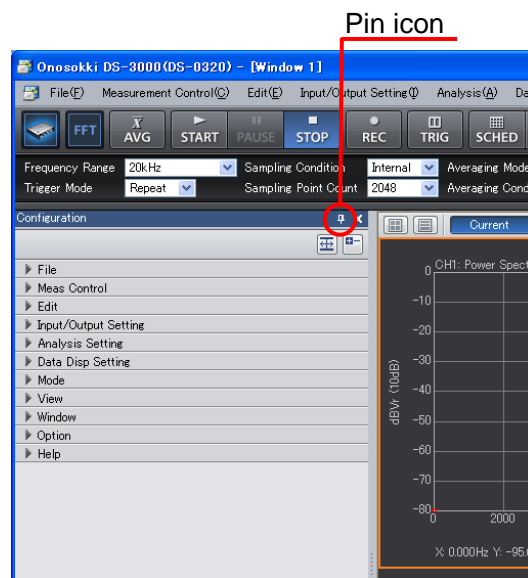 Pin icon
Onosokki DS-3000(DS-0320) - [Window 1]
File(F) Measurement Control(C) Edit(E) Input/Output Setting(I) Analysis(A) Da
FFT X AVG START PAUSE STOP REC TRIG SCHED
Frequency Range 20kHz Sampling Condition Internal Averaging Mode
Trigger Mode Repeat Sampling Point Count 2048 Averaging Cond
Configuration
Current
File
Meas Control
Edit
Input/Output Setting
Analysis Setting
Data Disp Setting
Mode
View
Window
Option
Help
CH1: Power Spect
0
-10
-20
-30
-40
-50
-60
-70
-80
dBVr (10dB)
0 2000
X: 0.000Hz Y: -95.